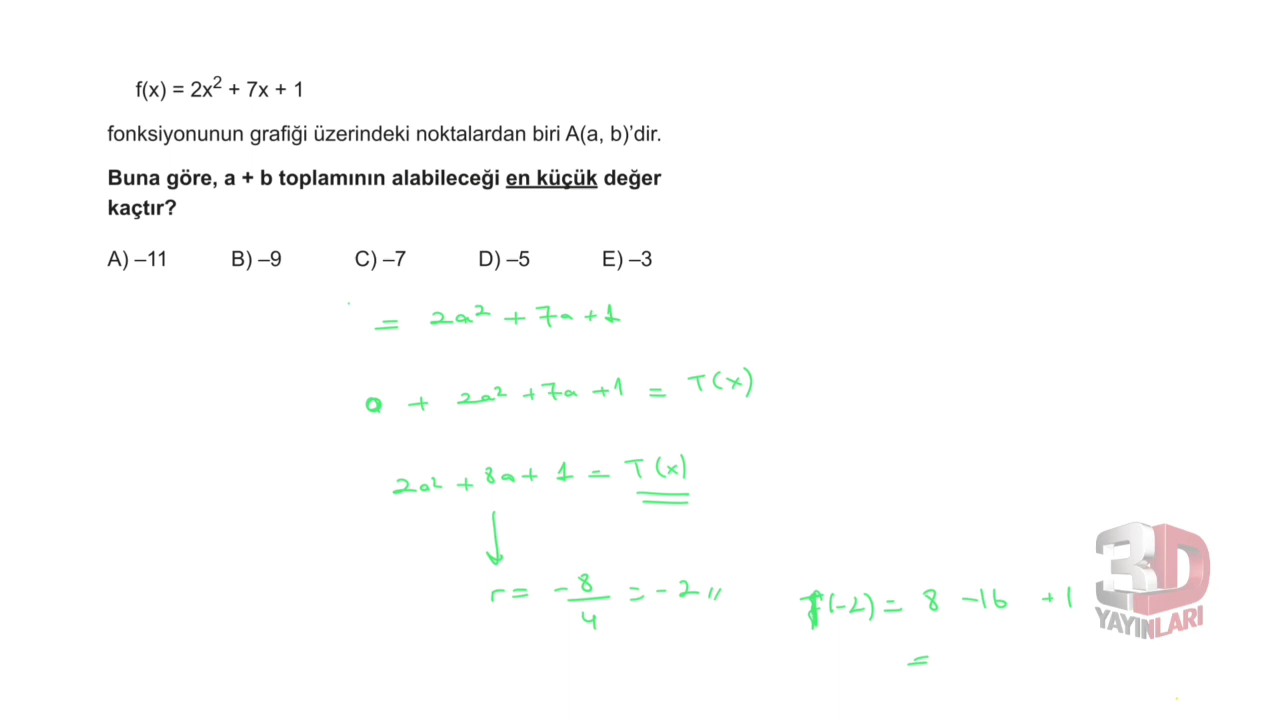 f(x) = 2x² + 7x + 1
fonksiyonunun grafiği üzerindeki noktalardan biri A(a, b)’dir.
Buna göre, a + b toplamının alabileceği en küçük değer
kaçtır?
A) –11 B) –9 C) –7 D) –5 E) –3
= 2a² + 7a + 1
a + 2a² + 7a + 1 = T(x)
2a² + 8a + 1 = T(x)
r = -8/4 = -2 //
T(-2) = 8 -16 +1
=
3D
YAYINLARI